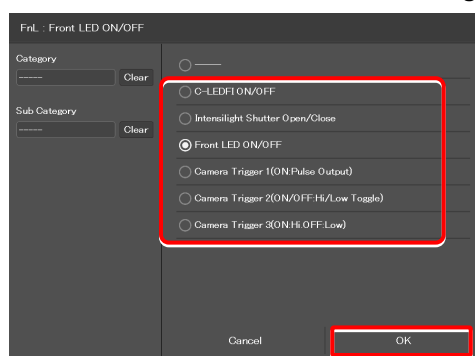 FnL : Front LED ON/OFF
Category
-----
Clear
Sub Category
-----
Clear
-----
C-LEDFI ON/OFF
Intensilight Shutter Open/Close
Front LED ON/OFF
Camera Trigger 1(ON:Pulse Output)
Camera Trigger 2(ON/OFF:Hi/Low Toggle)
Camera Trigger 3(ON:Hi.OFF:Low)
Cancel
OK